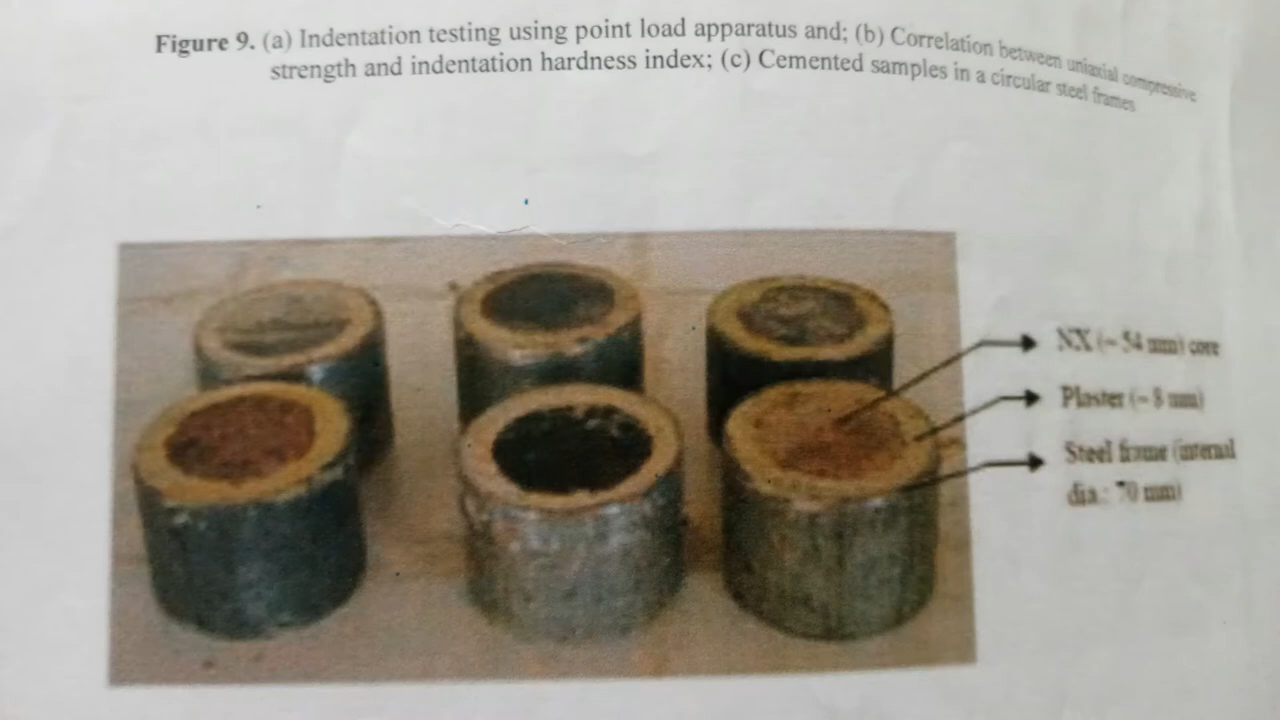 Figure 9. (a) Indentation testing using point load apparatus and; (b) Correlation between uniaxial compressive
strength and indentation hardness index; (c) Cemented samples in a circular steel frames
NX (~ 54 mm) core
Plaster (~ 8 mm)
Steel frame (internal
dia.: 70 mm)